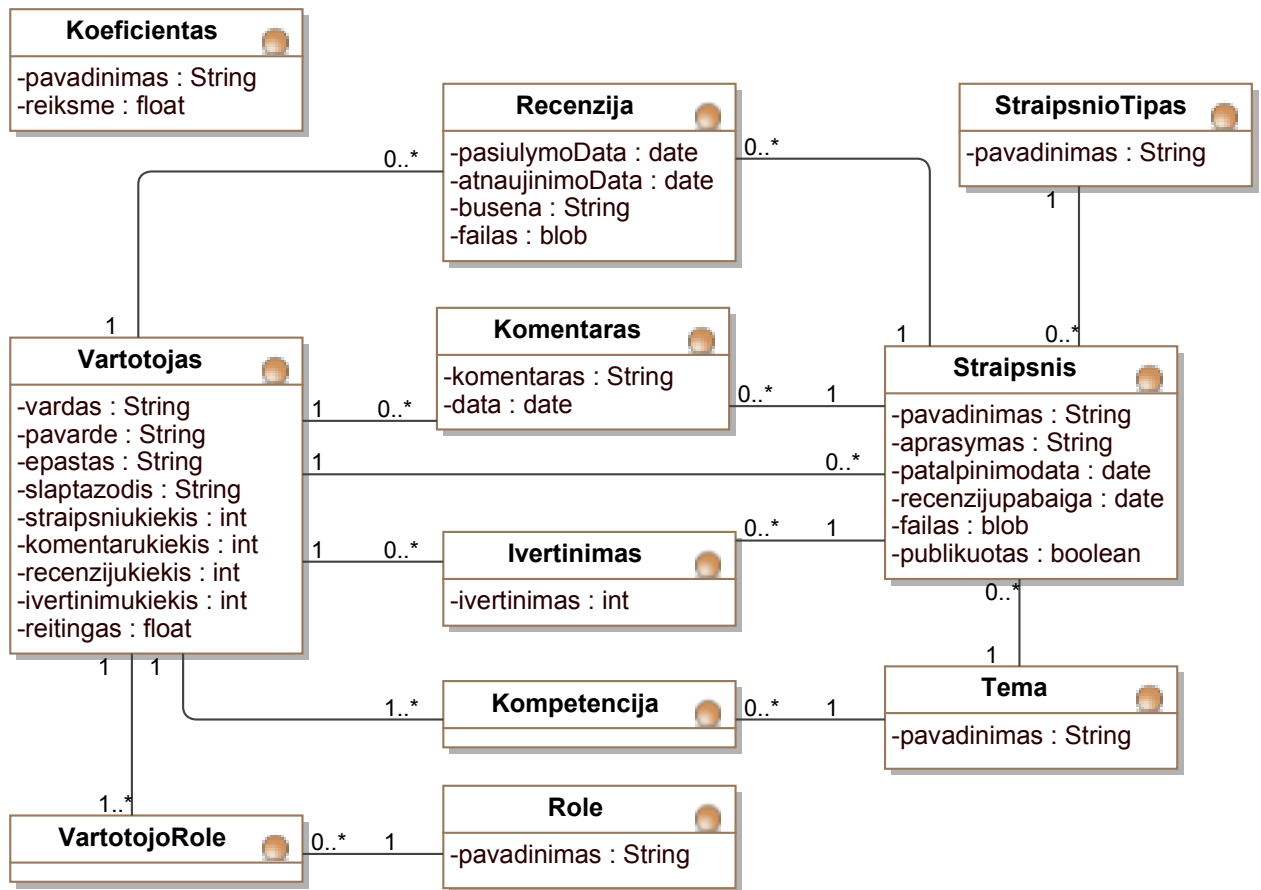 Koeficientas
-pavadinimas : String
-reiksme : float
Recenzija
-pasiulymoData : date
-atnaujinimoData : date
-busena : String
-failas : blob
StraipsnioTipas
-pavadinimas : String
0..*
0..*
1
1
1
0..*
Vartotojas
-vardas : String
-pavarde : String
-epastas : String
-slaptazodis : String
-straipsniukiekis : int
-komentarukiekis : int
-recenzijukiekis : int
-ivertinimukiekis : int
-reitingas : float
Komentaras
-komentaras : String
-data : date
Straipsnis
-pavadinimas : String
-aprasymas : String
-patalpinimodata : date
-recenzijupabaiga : date
-failas : blob
-publikuotas : boolean
1 0..*
0..* 1
1 0..*
1 0..*
0..* 1
Ivertinimas
-ivertinimas : int
0..*
1
1 1
1..*
Kompetencija
0..* 1
Tema
-pavadinimas : String
1..*
VartotojoRole
0..* 1
Role
-pavadinimas : String